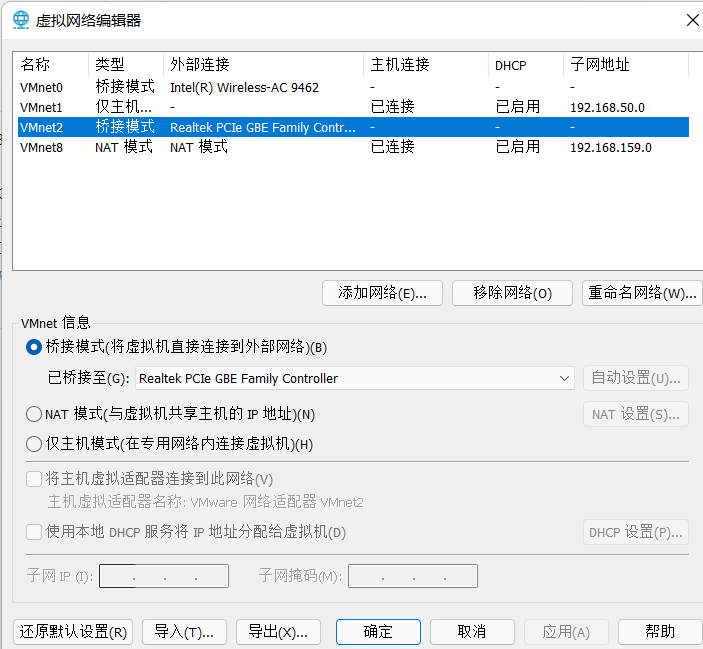 虚拟网络编辑器
名称 类型 外部连接 主机连接 DHCP 子网地址
VMnet0 桥接模式 Intel(R) Wireless-AC 9462 - - -
VMnet1 仅主机... - 已连接 已启用 192.168.50.0
VMnet2 桥接模式 Realtek PCIe GBE Family Contr... - - -
VMnet8 NAT 模式 NAT 模式 已连接 已启用 192.168.159.0
添加网络(E)... 移除网络(O) 重命名网络(W)...
VMnet 信息
桥接模式(将虚拟机直接连接到外部网络)(B)
已桥接至(G): Realtek PCIe GBE Family Controller 自动设置(U)...
NAT 模式(与虚拟机共享主机的 IP 地址)(N) NAT 设置(S)...
仅主机模式(在专用网络内连接虚拟机)(H)
将主机虚拟适配器连接到此网络(V)
主机虚拟适配器名称: VMware 网络适配器 VMnet2
使用本地 DHCP 服务将 IP 地址分配给虚拟机(D) DHCP 设置(P)...
子网 IP (I): . . . 子网掩码(M): . . .
还原默认设置(R) 导入(T)... 导出(X)... 确定 取消 应用(A) 帮助